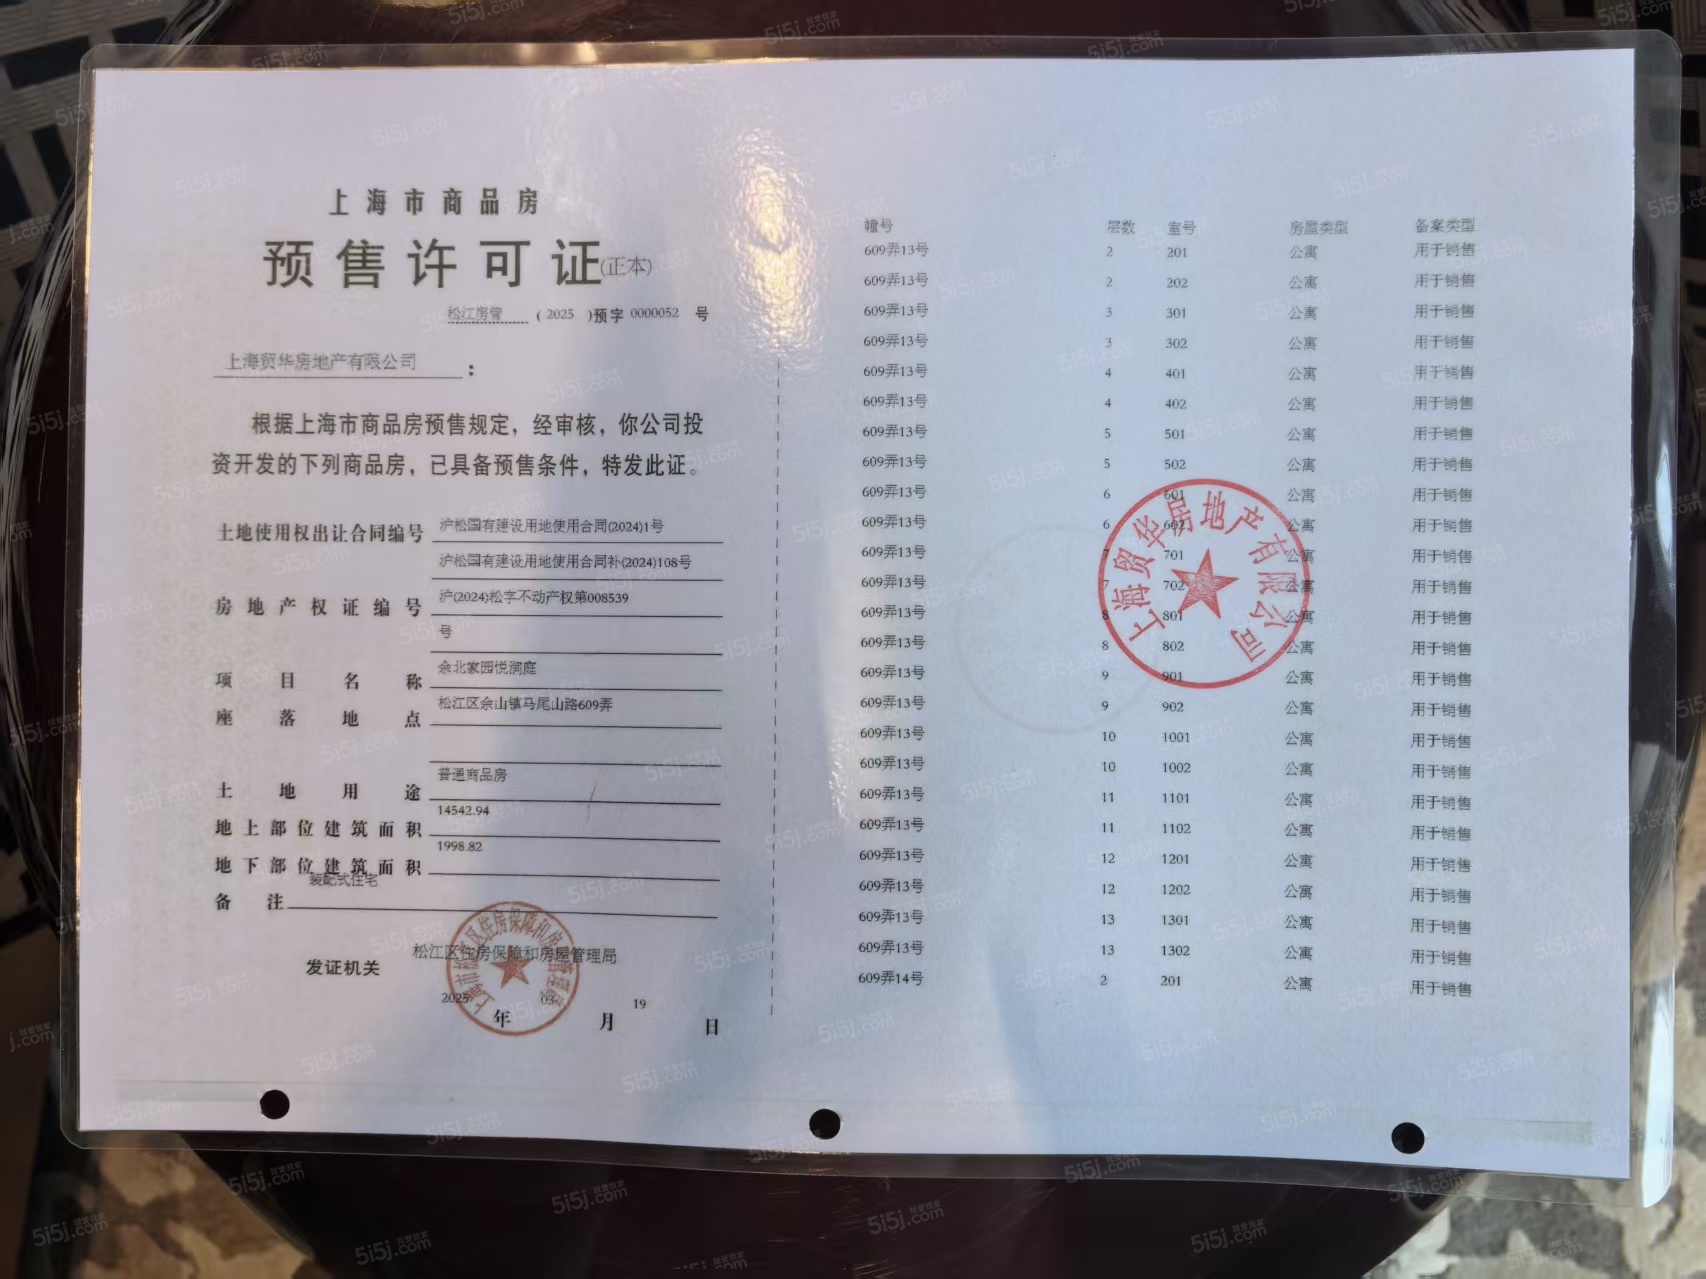 上海市商品房
预售许可证(正本)
松江房管 (2025)预字 0000052 号
上海贸华房地产有限公司:
根据上海市商品房预售规定，经审核，你公司投
资开发的下列商品房，已具备预售条件，特发此证。
土地使用权出让合同编号 沪松国有建设用地使用合同(2024)1号
沪松国有建设用地使用合同补(2024)108号
房地产权证编号 沪(2024)松字不动产权第008539
号
项目名称 佘北家园悦洞庭
座落地点 松江区佘山镇马尾山路609弄
土地用途 普通商品房
地上部位建筑面积 14542.94
地下部位建筑面积 1998.82
备注 装配式住宅
发证机关 松江区住房保障和房屋管理局
2025年03月19日
幢号 层数 室号 房屋类型 备案类型
609弄13号 2 201 公寓 用于销售
609弄13号 2 202 公寓 用于销售
609弄13号 3 301 公寓 用于销售
609弄13号 3 302 公寓 用于销售
609弄13号 4 401 公寓 用于销售
609弄13号 4 402 公寓 用于销售
609弄13号 5 501 公寓 用于销售
609弄13号 5 502 公寓 用于销售
609弄13号 6 601 公寓 用于销售
609弄13号 6 602 公寓 用于销售
609弄13号 7 701 公寓 用于销售
609弄13号 7 702 公寓 用于销售
609弄13号 8 801 公寓 用于销售
609弄13号 8 802 公寓 用于销售
609弄13号 9 901 公寓 用于销售
609弄13号 9 902 公寓 用于销售
609弄13号 10 1001 公寓 用于销售
609弄13号 10 1002 公寓 用于销售
609弄13号 11 1101 公寓 用于销售
609弄13号 11 1102 公寓 用于销售
609弄13号 12 1201 公寓 用于销售
609弄13号 12 1202 公寓 用于销售
609弄13号 13 1301 公寓 用于销售
609弄13号 13 1302 公寓 用于销售
609弄14号 2 201 公寓 用于销售
上海贸华房地产有限公司
5i5j.com 我爱我家